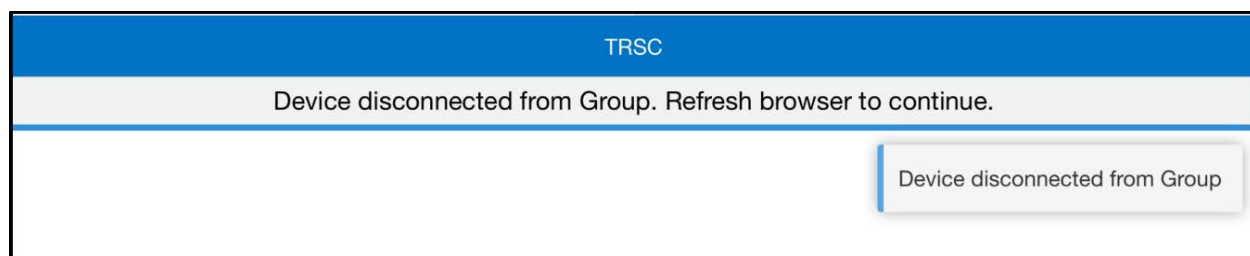 TRSC
Device disconnected from Group. Refresh browser to continue.
Device disconnected from Group